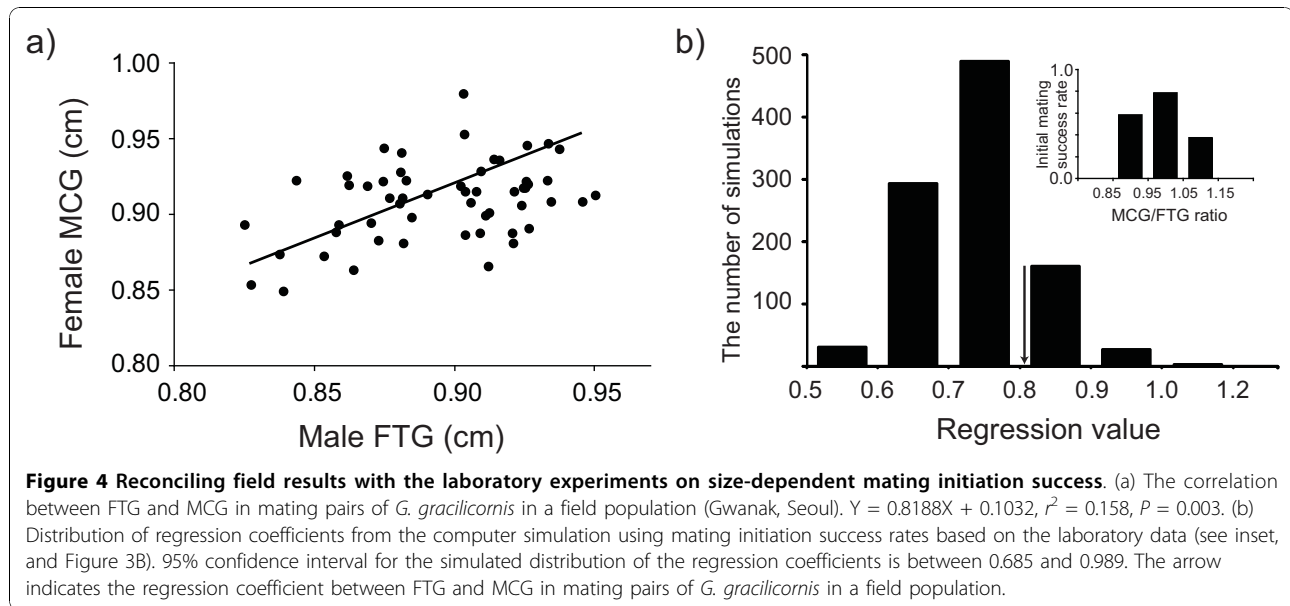 a)
1.00
0.95
0.90
0.85
0.80
Female MCG (cm)
0.80 0.85 0.90 0.95
Male FTG (cm)
b)
500
400
300
200
100
The number of simulations
0.5 0.6 0.7 0.8 0.9 1.0 1.2
Regression value
1.0
0.0
Initial mating
success rate
0.85 0.95 1.05 1.15
MCG/FTG ratio
Figure 4 Reconciling field results with the laboratory experiments on size-dependent mating initiation success. (a) The correlation
between FTG and MCG in mating pairs of G. gracilicornis in a field population (Gwanak, Seoul). Y = 0.8188X + 0.1032, r² = 0.158, P = 0.003. (b)
Distribution of regression coefficients from the computer simulation using mating initiation success rates based on the laboratory data (see inset,
and Figure 3B). 95% confidence interval for the simulated distribution of the regression coefficients is between 0.685 and 0.989. The arrow
indicates the regression coefficient between FTG and MCG in mating pairs of G. gracilicornis in a field population.